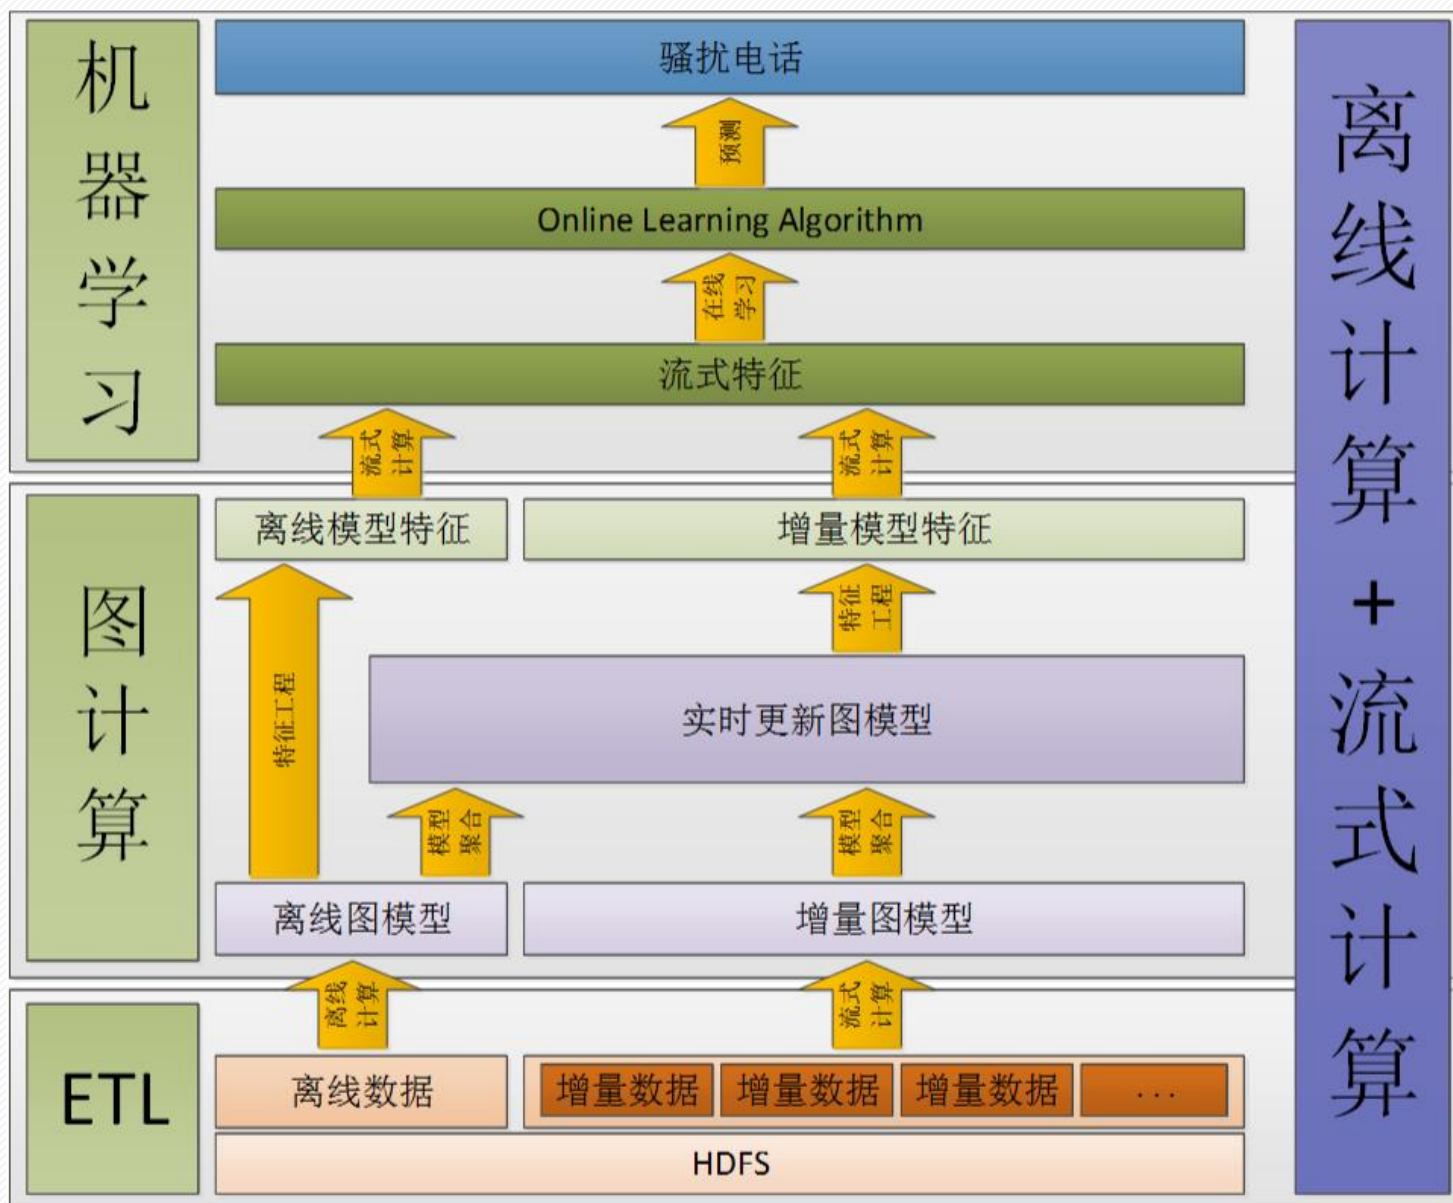 机器学习
骚扰电话
预测
Online Learning Algorithm
在线
学习
流式特征
流式
计算
流式
计算
图计算
离线模型特征
增量模型特征
特征工程
特征
工程
实时更新图模型
模型
聚合
模型
聚合
离线图模型
增量图模型
离线
计算
流式
计算
ETL
离线数据
增量数据
增量数据
增量数据
...
HDFS
离线计算+流式计算